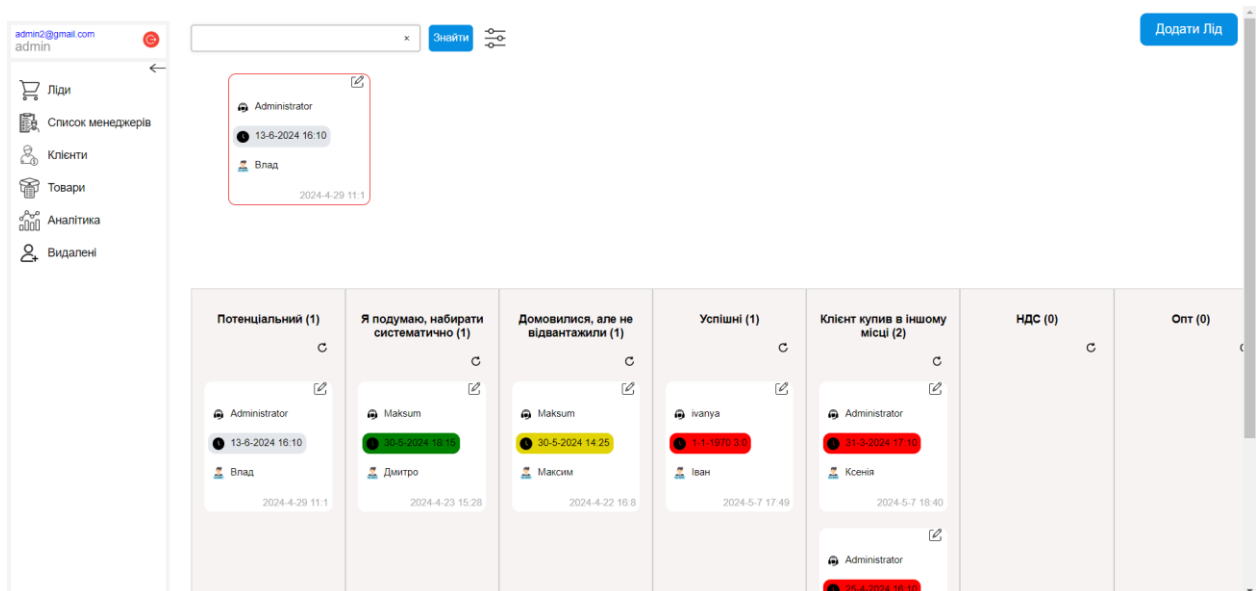 admin2@gmail.com
admin
Ліди
Список менеджерів
Клієнти
Товари
Аналітика
Видалені
×
Знайти
Додати Лід
Administrator
13-6-2024 16:10
Влад
2024-4-29 11:1
Потенціальний (1)
Administrator
13-6-2024 16:10
Влад
2024-4-29 11:1
Я подумаю, набирати
систематично (1)
Maksum
30-5-2024 18:15
Дмитро
2024-4-23 15:28
Домовилися, але не
відвантажили (1)
Maksum
30-5-2024 14:25
Максим
2024-4-22 16:8
Успішні (1)
ivanya
1-1-1970 3:0
Іван
2024-5-7 17:49
Клієнт купив в іншому
місці (2)
Administrator
31-3-2024 17:10
Ксенія
2024-5-7 18:40
Administrator
25-4-2024 16:10
НДС (0)
Опт (0)